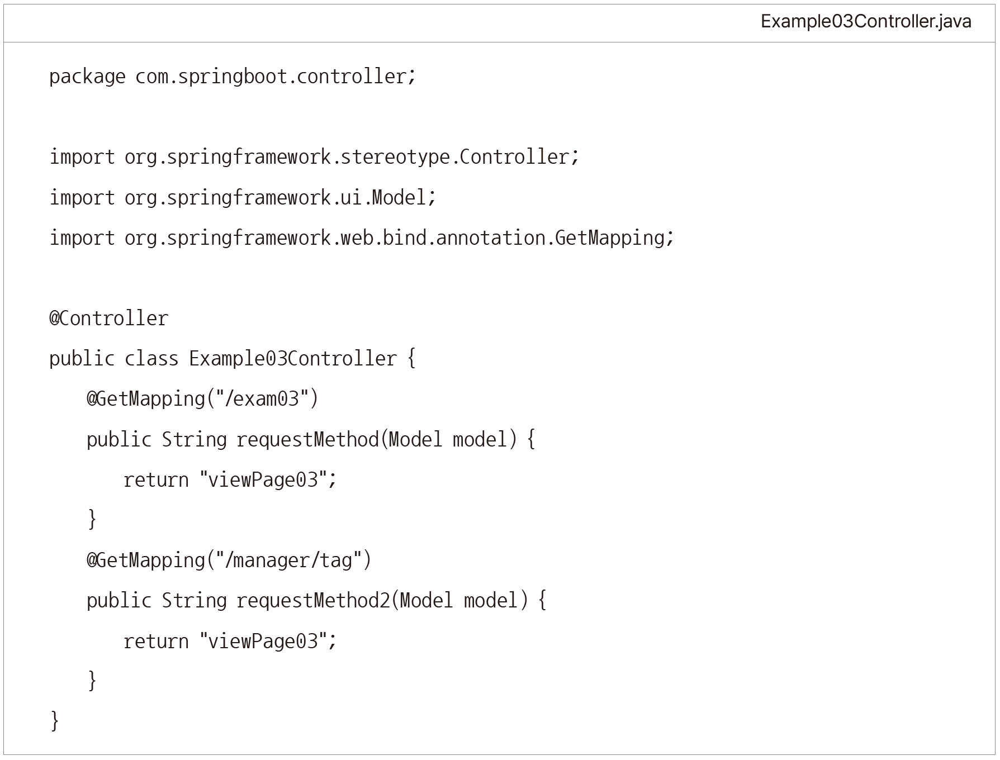 Example03Controller.java
package com.springboot.controller;
import org.springframework.stereotype.Controller;
import org.springframework.ui.Model;
import org.springframework.web.bind.annotation.GetMapping;
@Controller
public class Example03Controller {
@GetMapping("/exam03")
public String requestMethod(Model model) {
return "viewPage03";
}
@GetMapping("/manager/tag")
public String requestMethod2(Model model) {
return "viewPage03";
}
}